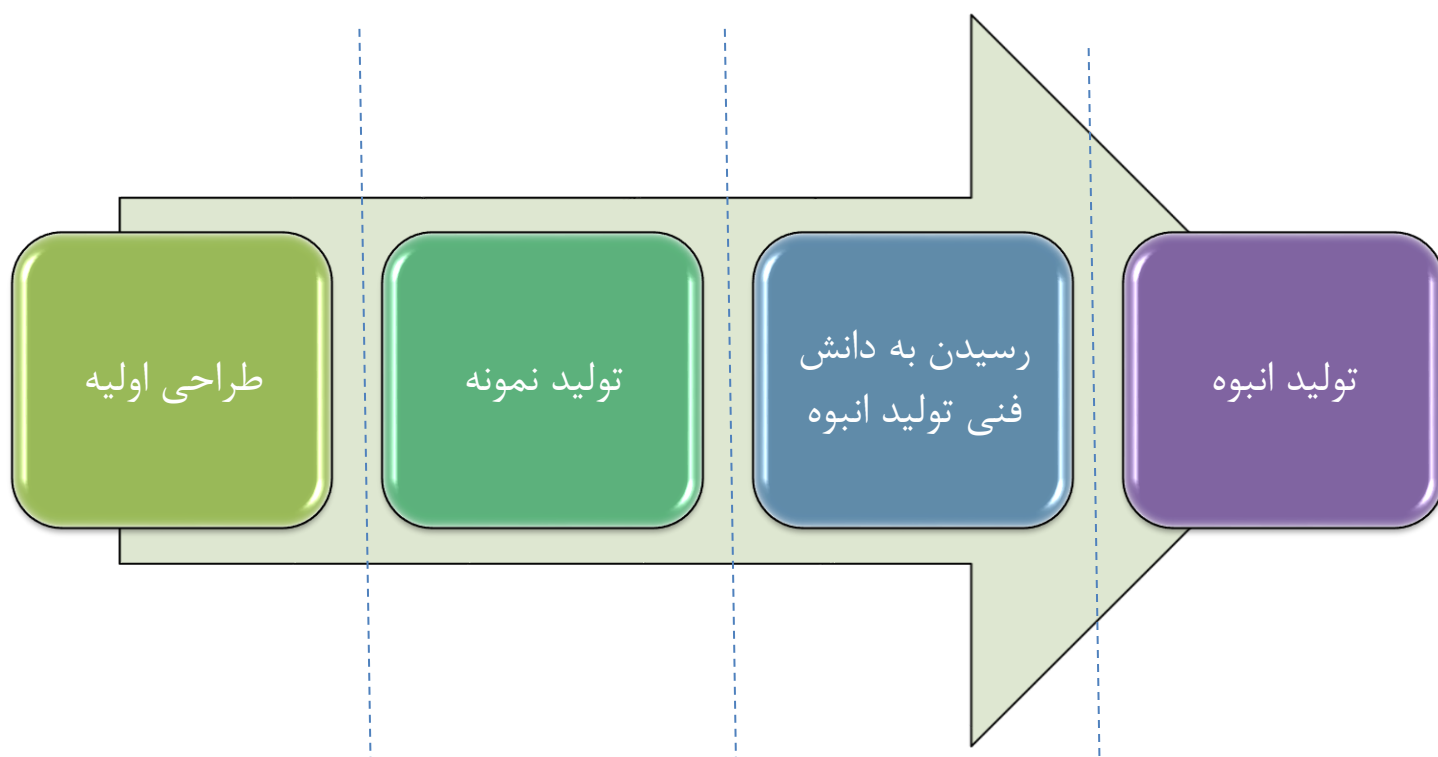 طراحی اولیه
تولید نمونه
رسیدن به دانش
فنی تولید انبوه
تولید انبوه